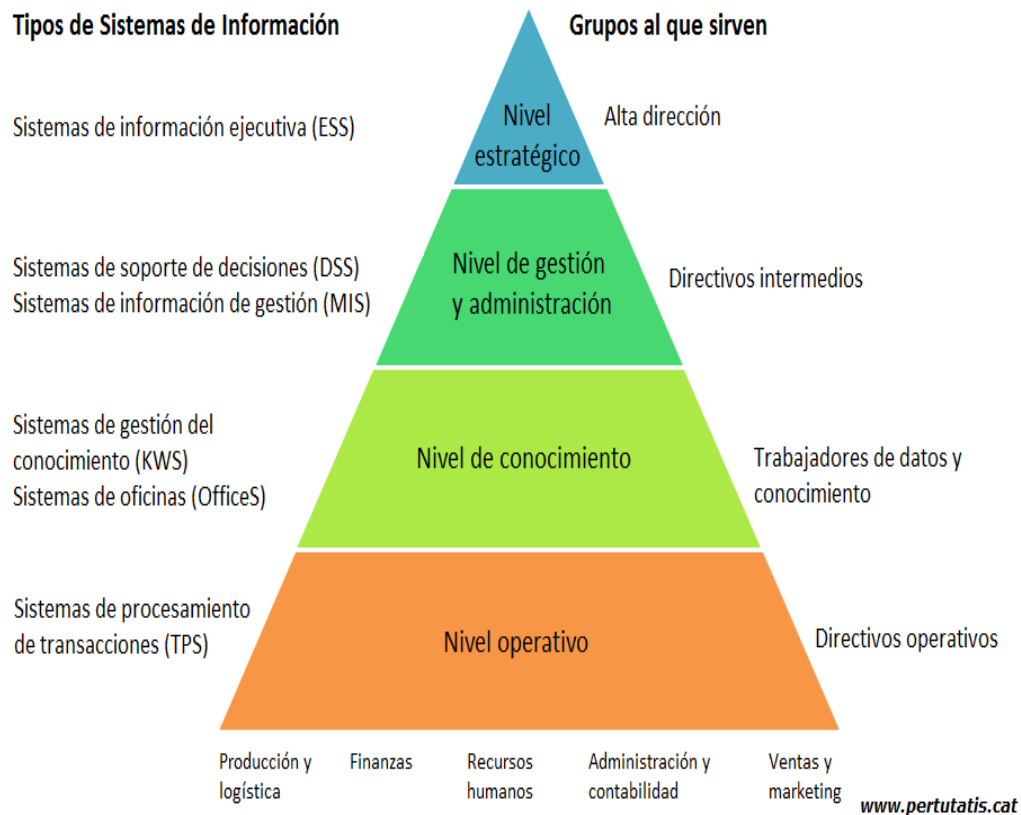 Tipos de Sistemas de Información
Grupos al que sirven
Sistemas de información ejecutiva (ESS)
Nivel
estratégico
Alta dirección
Sistemas de soporte de decisiones (DSS)
Sistemas de información de gestión (MIS)
Nivel de gestión
y administración
Directivos intermedios
Sistemas de gestión del
conocimiento (KWS)
Sistemas de oficinas (OfficeS)
Nivel de conocimiento
Trabajadores de datos y
conocimiento
Sistemas de procesamiento
de transacciones (TPS)
Nivel operativo
Directivos operativos
Producción y
logística
Finanzas
Recursos
humanos
Administración y
contabilidad
Ventas y
marketing
www.pertutatis.cat